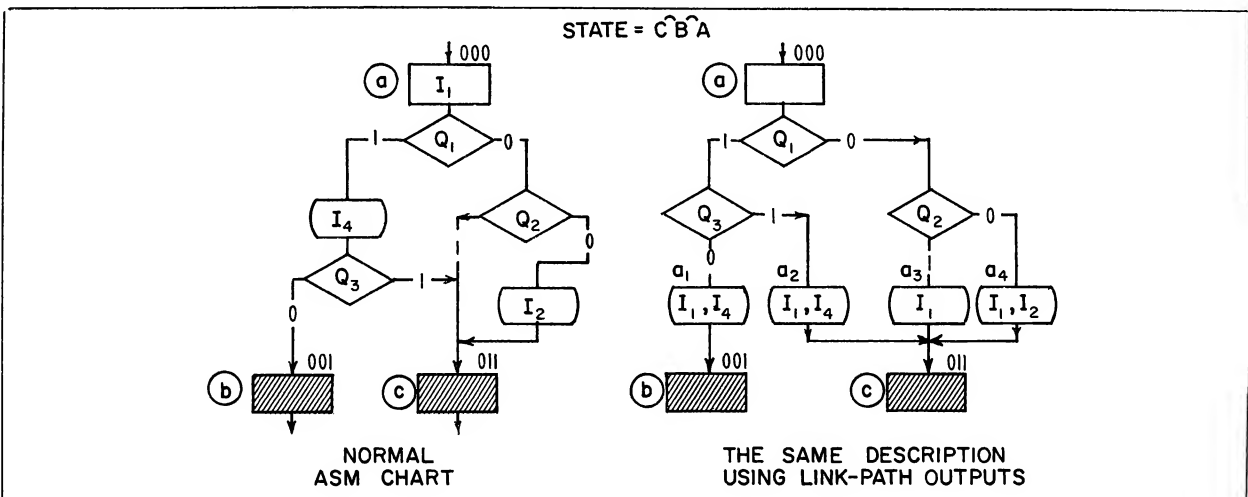 STATE = C^B^A
000
a
I₁
Q₁
1
0
I₄
Q₂
1
0
Q₃
1
0
I₂
001
b
011
c
NORMAL
ASM CHART
000
a
Q₁
1
0
Q₃
1
0
Q₂
1
0
a₁
a₂
a₃
a₄
I₁, I₄
I₁, I₄
I₁
I₁, I₂
001
b
011
c
THE SAME DESCRIPTION
USING LINK-PATH OUTPUTS